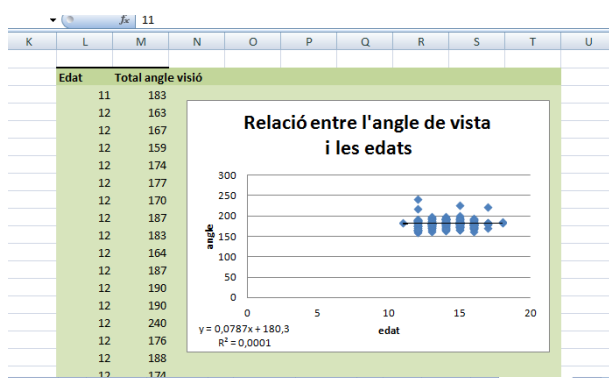 fx 11
K L M N O P Q R S T U
Edat Total angle visió
11 183
12 163
12 167
12 159
12 174
12 177
12 170
12 187
12 183
12 164
12 187
12 190
12 190
12 240
12 176
12 188
12 174
Relació entre l'angle de vista
i les edats
300
250
200
150
100
50
0
angle
0 5 10 15 20
edat
y = 0,0787x + 180,3
R² = 0,0001